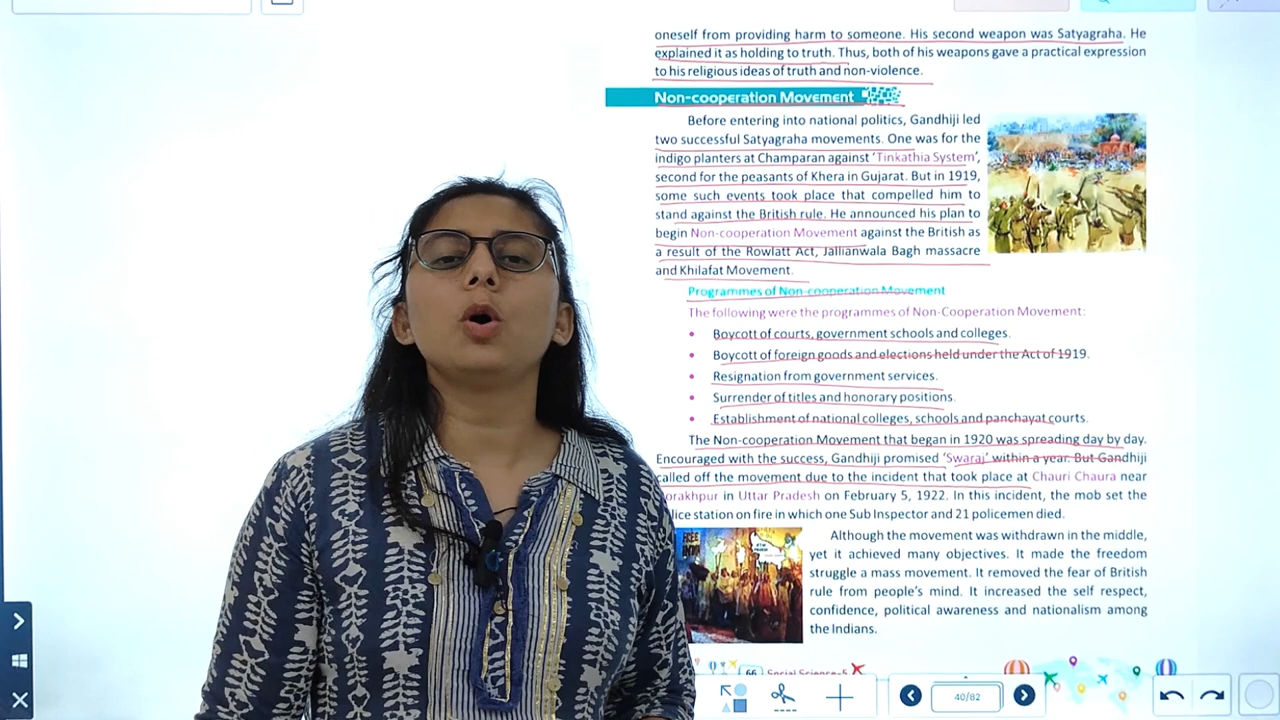 oneself from providing harm to someone. His second weapon was Satyagraha. He
explained it as holding to truth. Thus, both of his weapons gave a practical expression
to his religious ideas of truth and non-violence.
Non-cooperation Movement
Before entering into national politics, Gandhiji led
two successful Satyagraha movements. One was for the
indigo planters at Champaran against ‘Tinkathia System’,
second for the peasants of Khera in Gujarat. But in 1919,
some such events took place that compelled him to
stand against the British rule. He announced his plan to
begin Non-cooperation Movement against the British as
a result of the Rowlatt Act, Jallianwala Bagh massacre
and Khilafat Movement.
Programmes of Non-cooperation Movement
The following were the programmes of Non-Cooperation Movement:
• Boycott of courts, government schools and colleges.
• Boycott of foreign goods and elections held under the Act of 1919.
• Resignation from government services.
• Surrender of titles and honorary positions.
• Establishment of national colleges, schools and panchayat courts.
The Non-cooperation Movement that began in 1920 was spreading day by day.
Encouraged with the success, Gandhiji promised ‘Swaraj’ within a year. But Gandhiji
called off the movement due to the incident that took place at Chauri Chaura near
in Uttar Pradesh on February 5, 1922. In this incident, the mob set the
station on fire in which one Sub Inspector and 21 policemen died.
Although the movement was withdrawn in the middle,
yet it achieved many objectives. It made the freedom
struggle a mass movement. It removed the fear of British
rule from people’s mind. It increased the self respect,
confidence, political awareness and nationalism among
the Indians.
FREE
66 Social Science-5
40/82